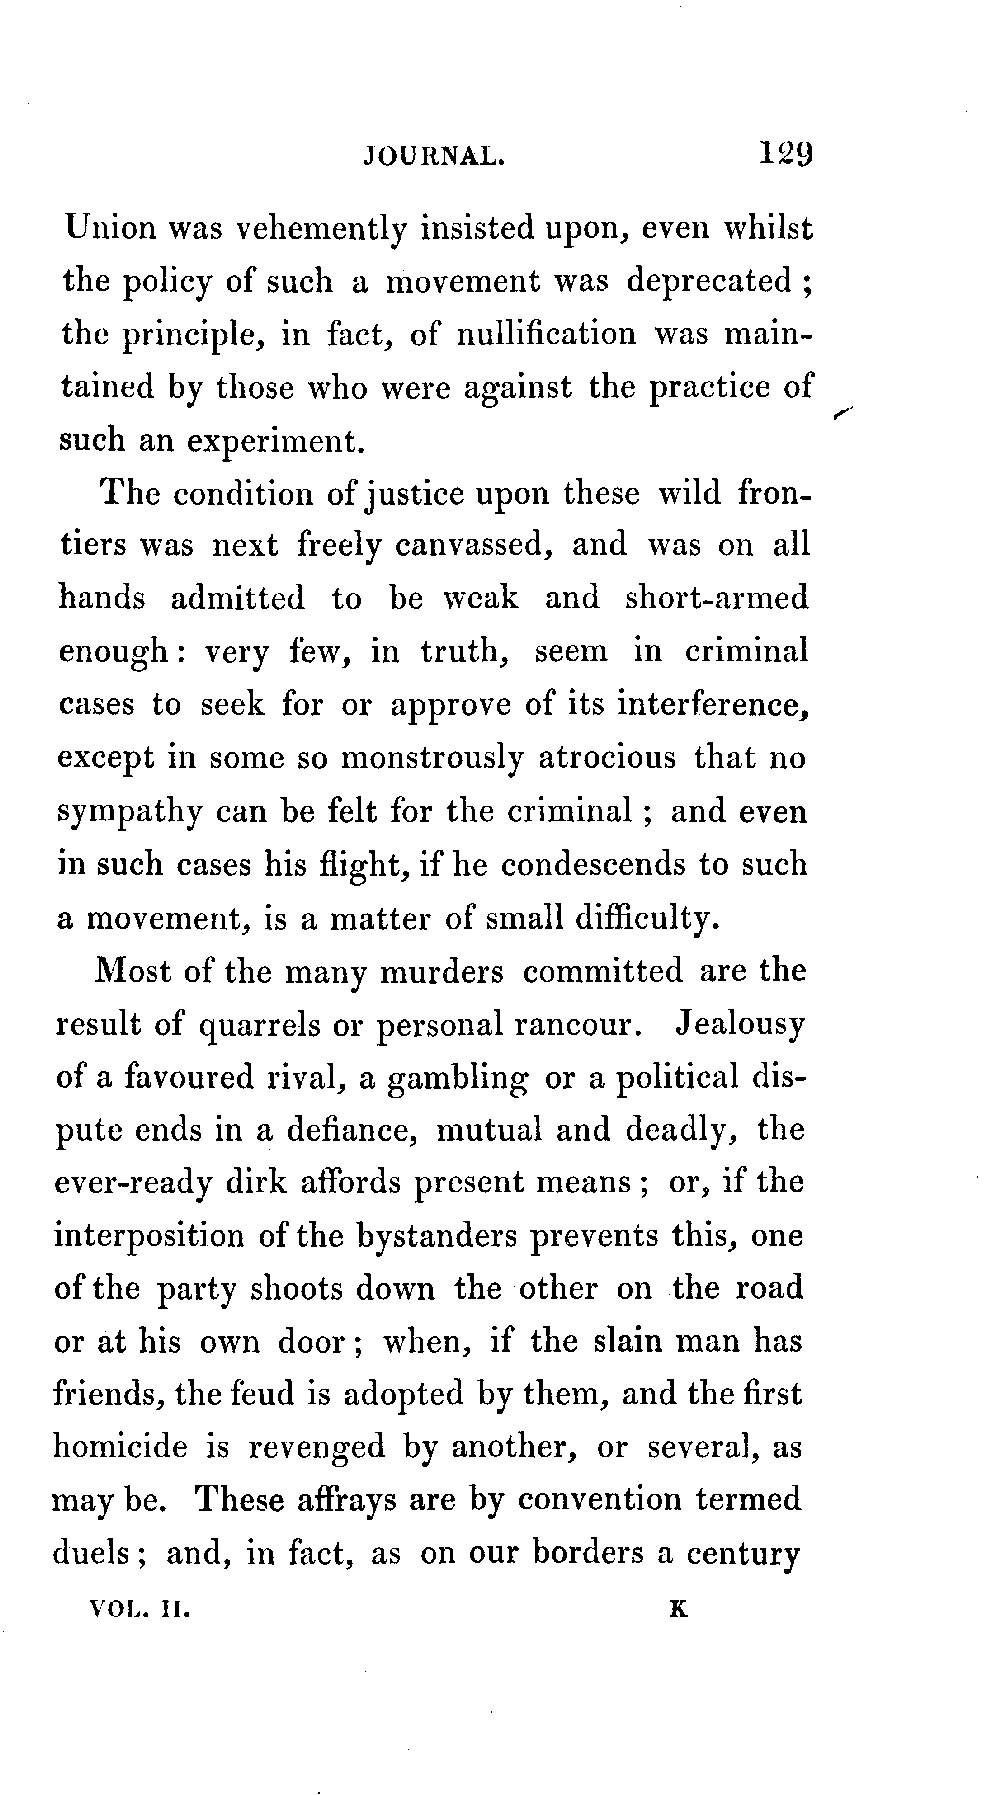 JOURNAL. 129
Union was vehemently insisted upon, even whilst
the policy of such a movement was deprecated ;
the principle, in fact, of nullification was main-
tained by those who were against the practice of
such an experiment.
The condition of justice upon these wild fron-
tiers was next freely canvassed, and was on all
hands admitted to be weak and short-armed
enough : very few, in truth, seem in criminal
cases to seek for or approve of its interference,
except in some so monstrously atrocious that no
sympathy can be felt for the criminal ; and even
in such cases his flight, if he condescends to such
a movement, is a matter of small difficulty.
Most of the many murders committed are the
result of quarrels or personal rancour. Jealousy
of a favoured rival, a gambling or a political dis-
pute ends in a defiance, mutual and deadly, the
ever-ready dirk affords present means ; or, if the
interposition of the bystanders prevents this, one
of the party shoots down the other on the road
or at his own door ; when, if the slain man has
friends, the feud is adopted by them, and the first
homicide is revenged by another, or several, as
may be. These affrays are by convention termed
duels ; and, in fact, as on our borders a century
VOL. II. K